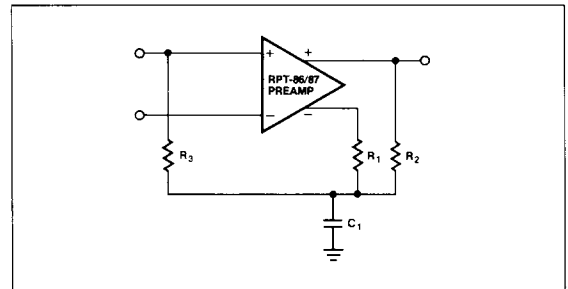 +
+
RPT-86/87
PREAMP
−
−
R3
R1
R2
C1